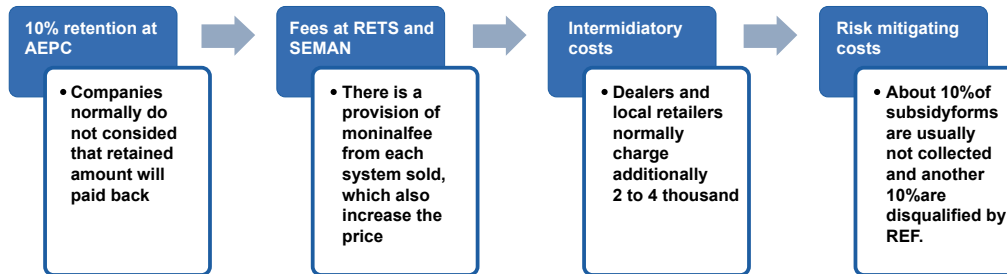 10% retention at
AEPC
• Companies
normally do
not consided
that retained
amount will
paid back
Fees at RETS and
SEMAN
• There is a
provision of
moninalfee
from each
system sold,
which also
increase the
price
Intermidiatory
costs
• Dealers and
local retailers
normally
charge
additionally
2 to 4 thousand
Risk mitigating
costs
• About 10%of
subsidyforms
are usually
not collected
and another
10%are
disqualified by
REF.